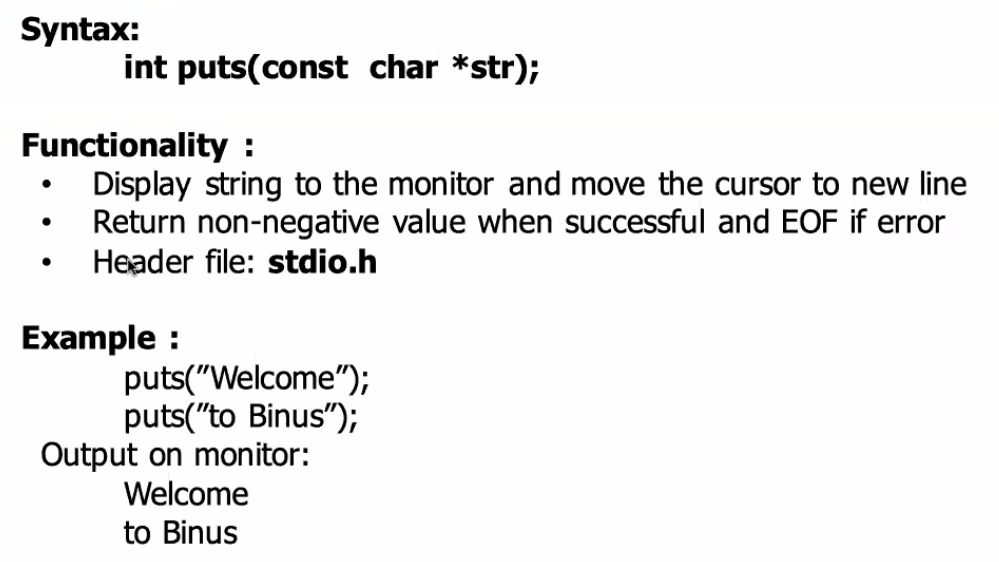 Syntax:
int puts(const char *str);
Functionality :
• Display string to the monitor and move the cursor to new line
• Return non-negative value when successful and EOF if error
• Header file: stdio.h
Example :
puts(”Welcome”);
puts(”to Binus”);
Output on monitor:
Welcome
to Binus